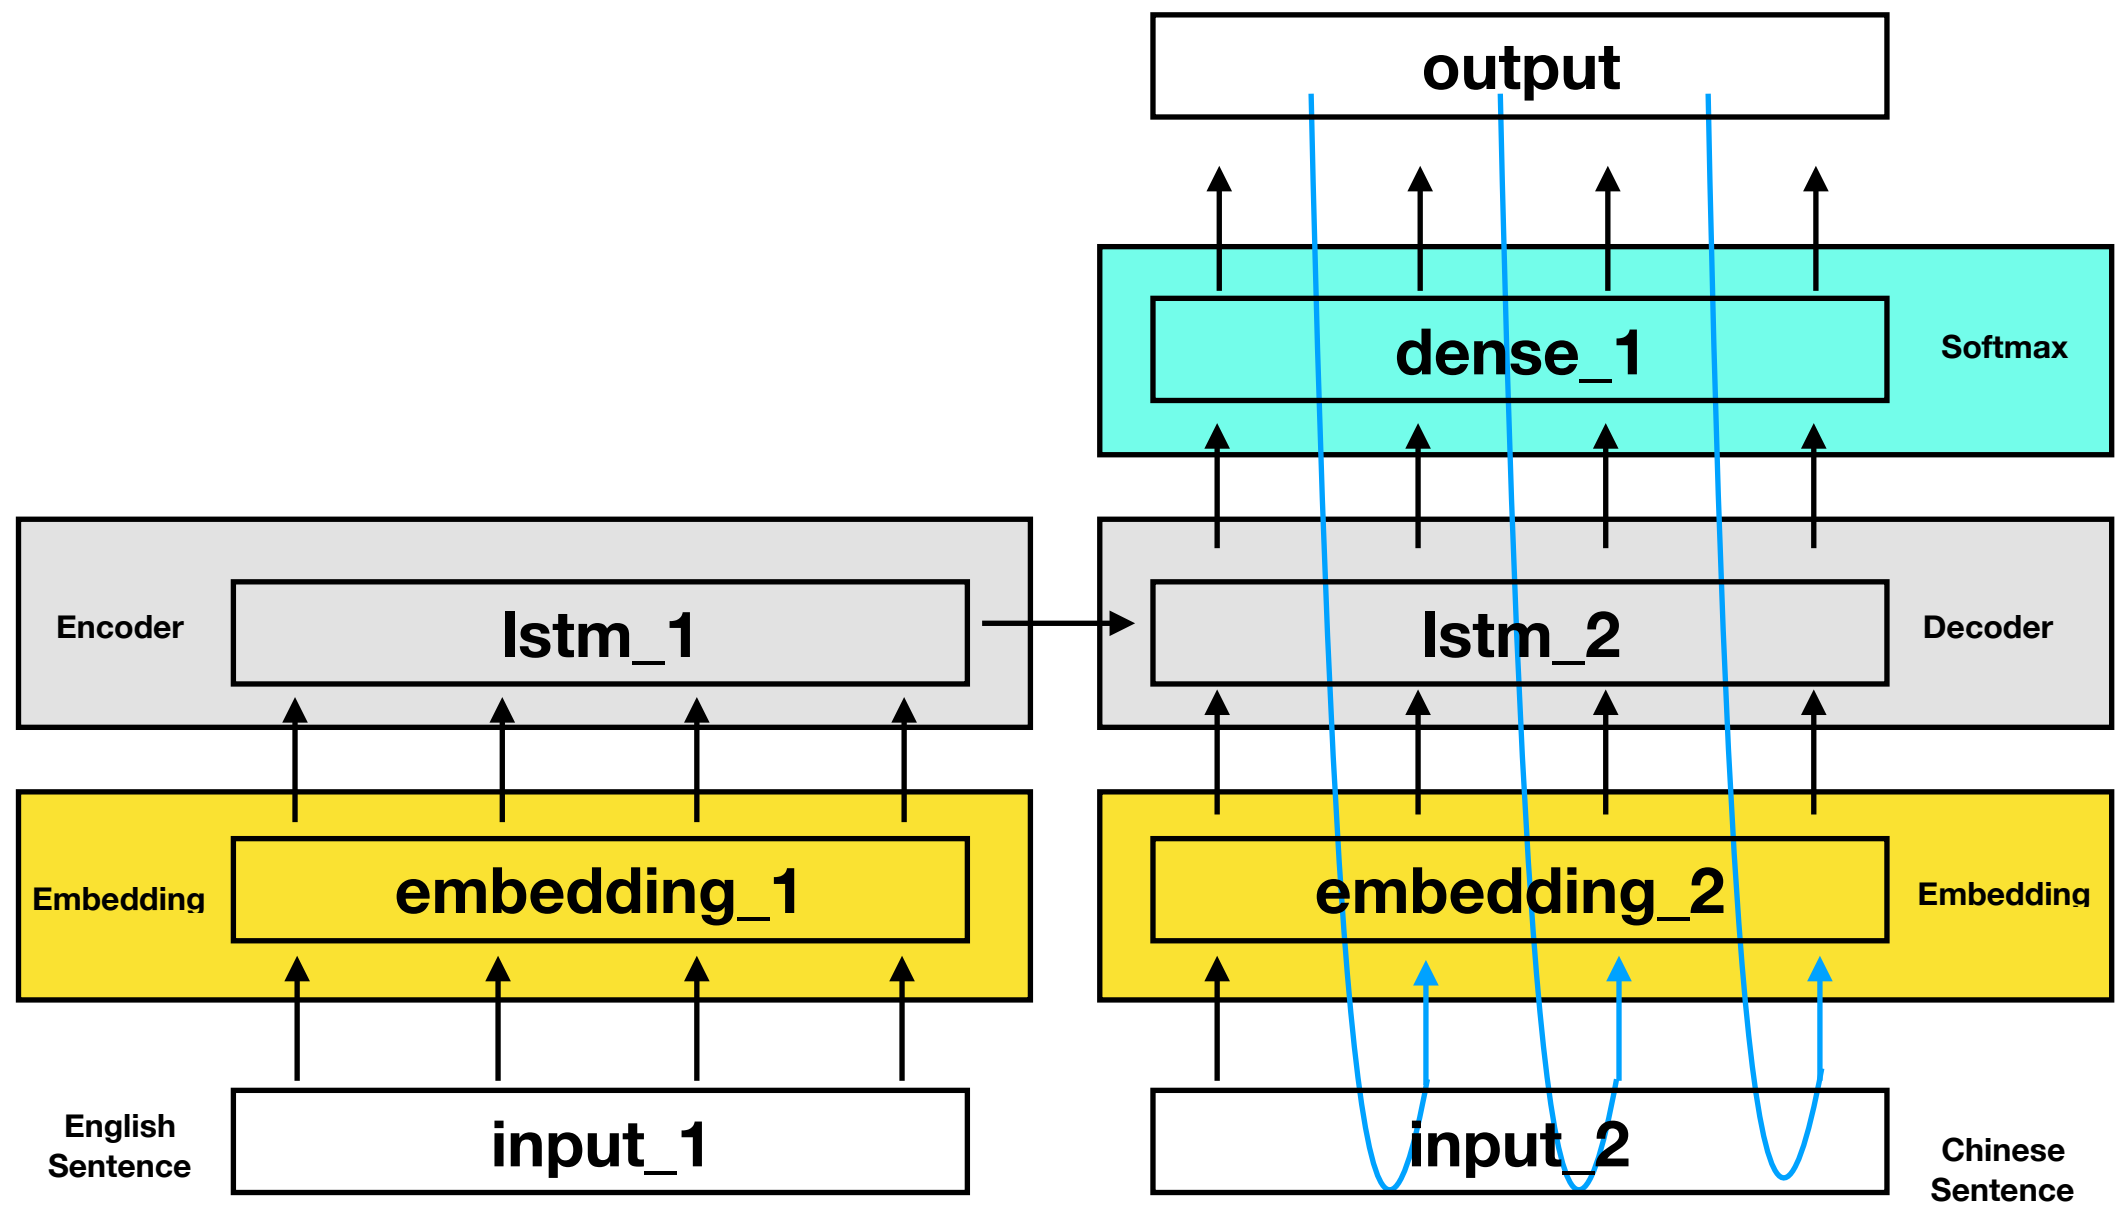 output
dense_1
Softmax
Encoder
lstm_1
lstm_2
Decoder
Embedding
embedding_1
embedding_2
Embedding
English
Sentence
input_1
input_2
Chinese
Sentence